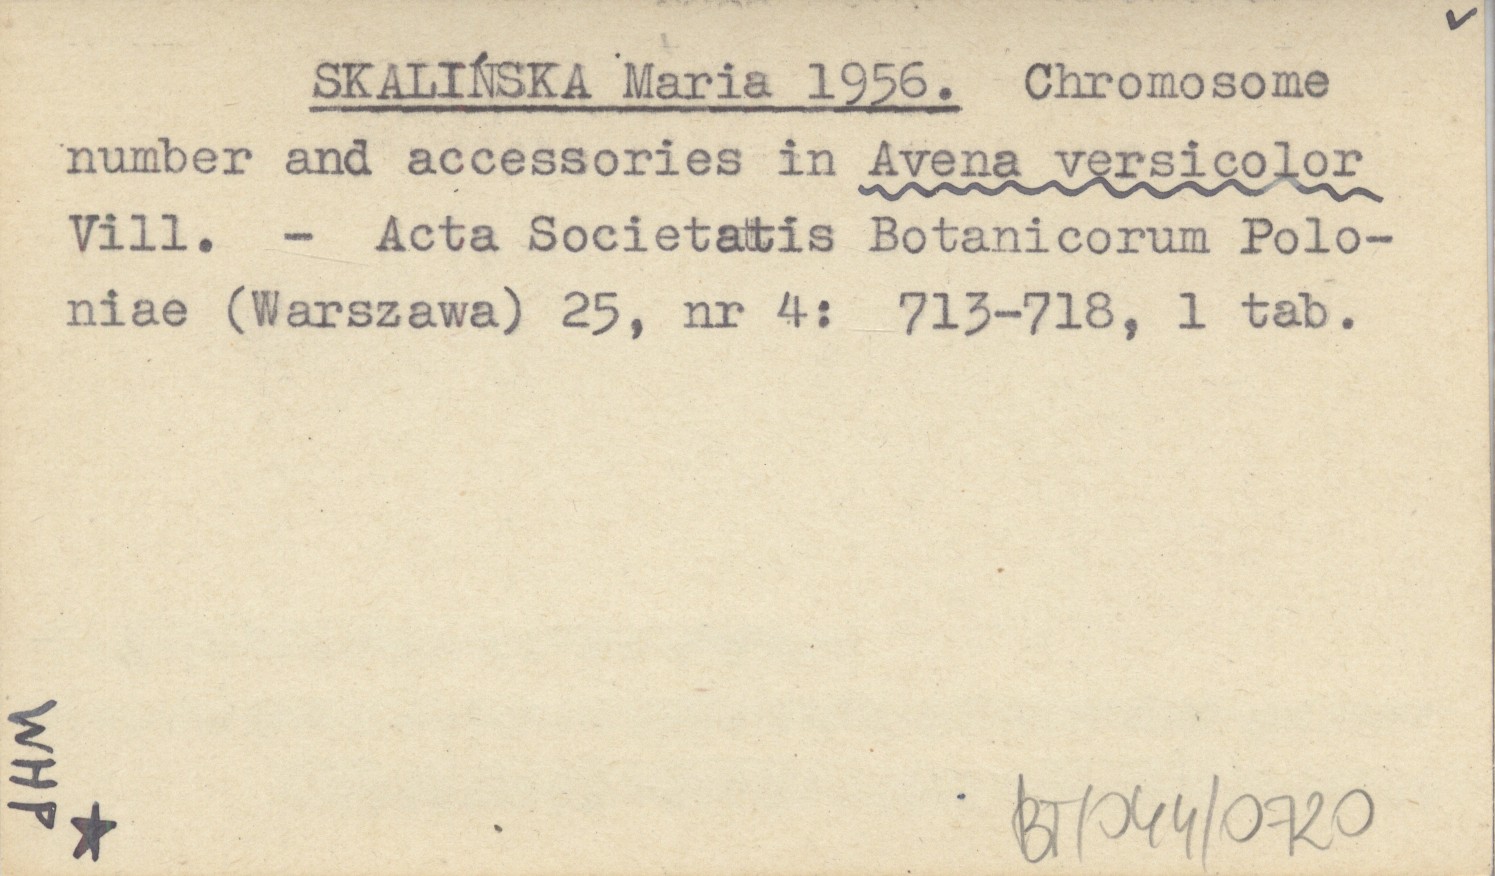 SKALIŃSKA Maria 1956. Chromosome
number and accessories in Avena versicolor
Vill. - Acta Societatis Botanicorum Polo-
niae (Warszawa) 25, nr 4: 713-718, 1 tab.
WHP
BT/044/0720